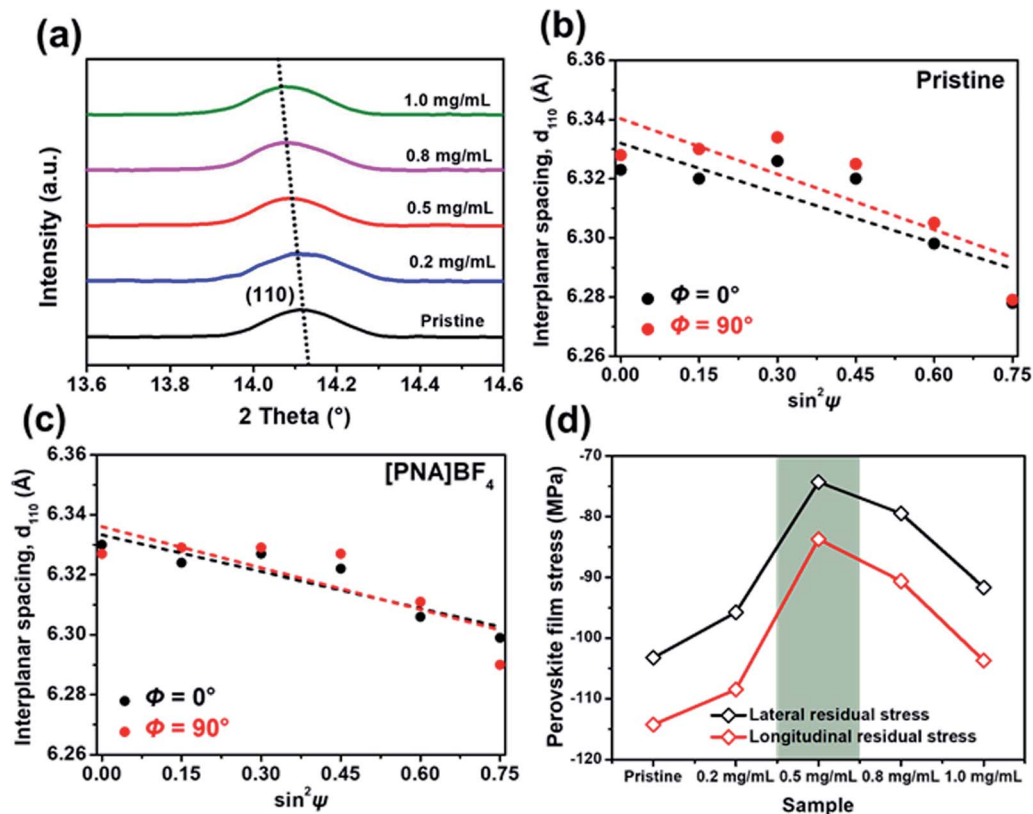 (a)
Intensity (a.u.)
1.0 mg/mL
0.8 mg/mL
0.5 mg/mL
0.2 mg/mL
(110)
Pristine
13.6 13.8 14.0 14.2 14.4 14.6
2 Theta (°)
(b)
Interplanar spacing, d110 (Å)
6.36
6.34
6.32
6.30
6.28
6.26
Pristine
Φ = 0°
Φ = 90°
0.00 0.15 0.30 0.45 0.60 0.75
sin²ψ
(c)
Interplanar spacing, d110 (Å)
6.36
6.34
6.32
6.30
6.28
6.26
[PNA]BF4
Φ = 0°
Φ = 90°
0.00 0.15 0.30 0.45 0.60 0.75
sin²ψ
(d)
Perovskite film stress (MPa)
-70
-80
-90
-100
-110
-120
Lateral residual stress
Longitudinal residual stress
Pristine 0.2 mg/mL 0.5 mg/mL 0.8 mg/mL 1.0 mg/mL
Sample